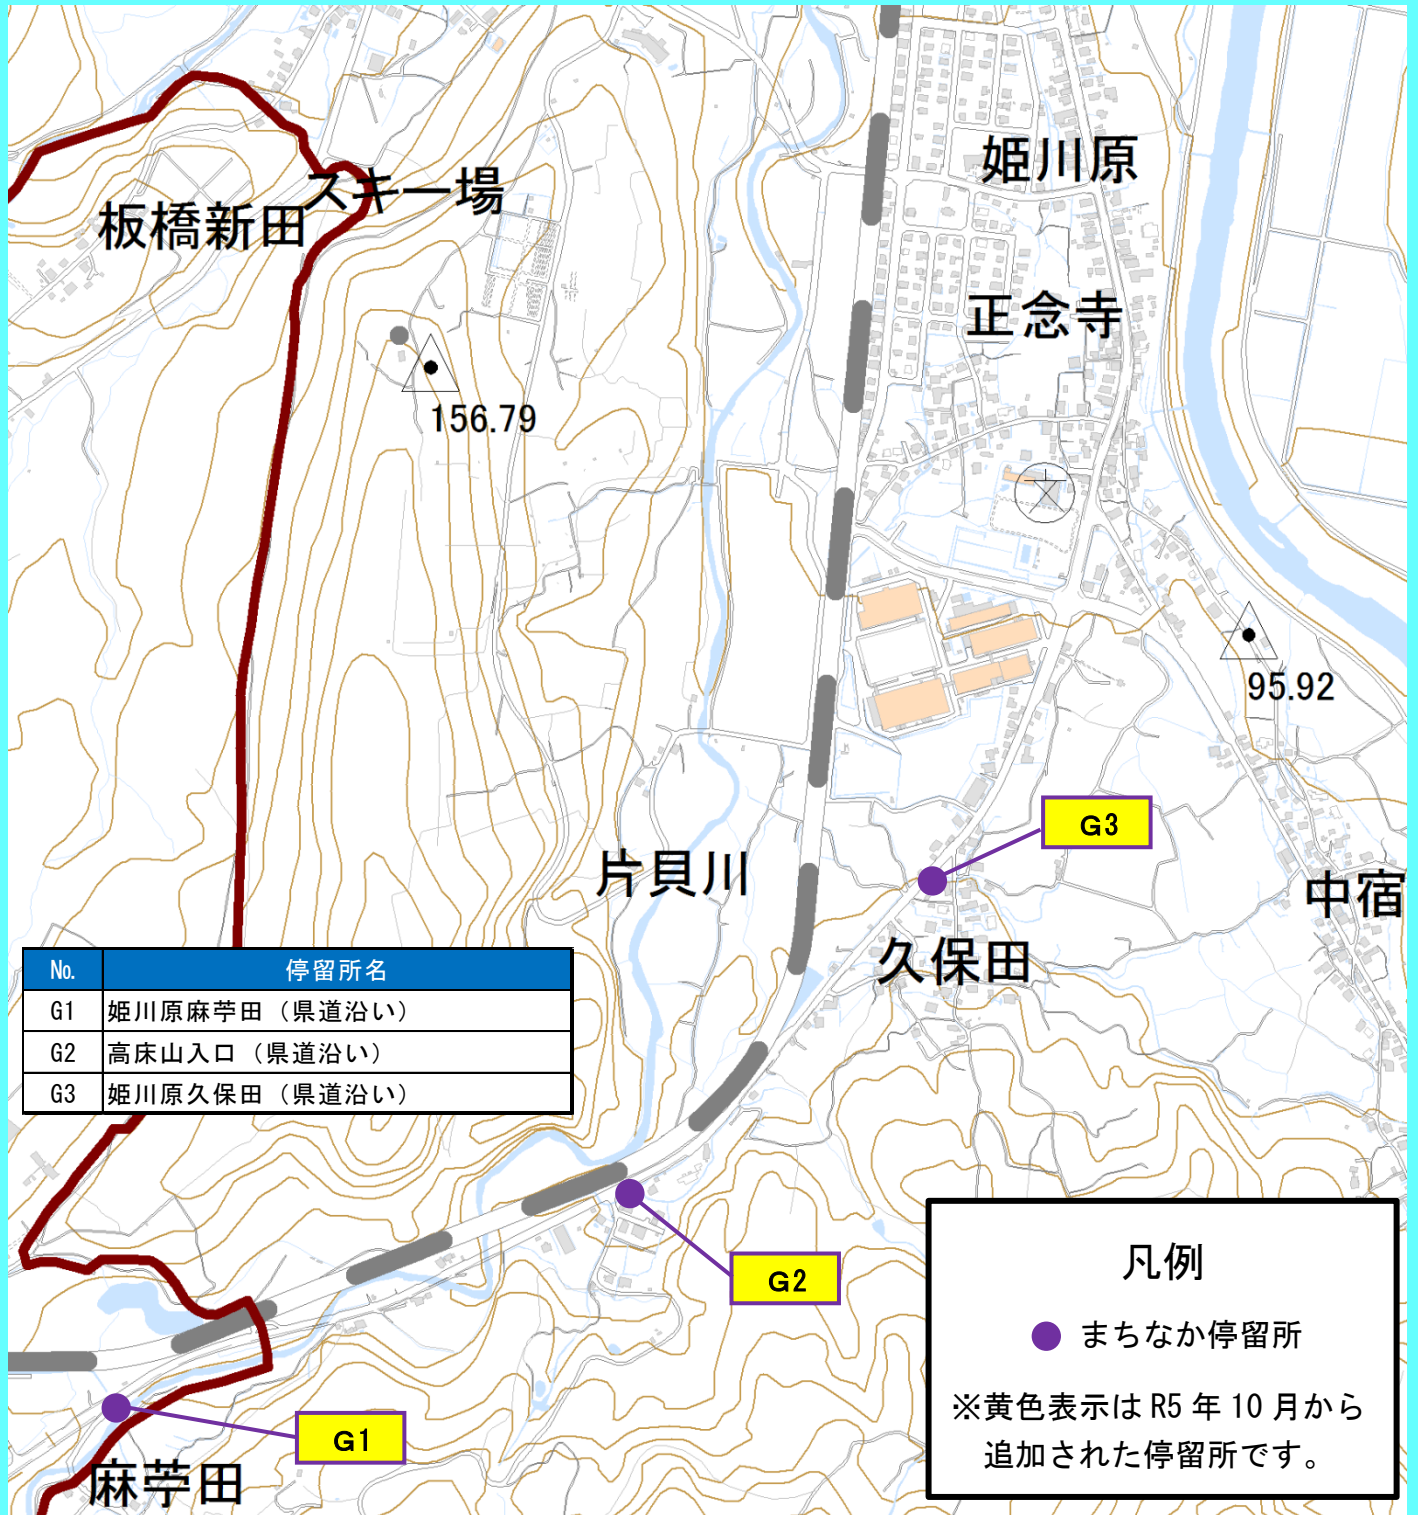 姫川原
スキー場
板橋新田
正念寺
156.79
95.92
G3
片貝川
中宿
久保田
No. 停留所名
G1 姫川原麻苧田（県道沿い）
G2 高床山入口（県道沿い）
G3 姫川原久保田（県道沿い）
G2
G1
麻苧田
凡例
まちなか停留所
※黄色表示は R5 年 10 月から
追加された停留所です。